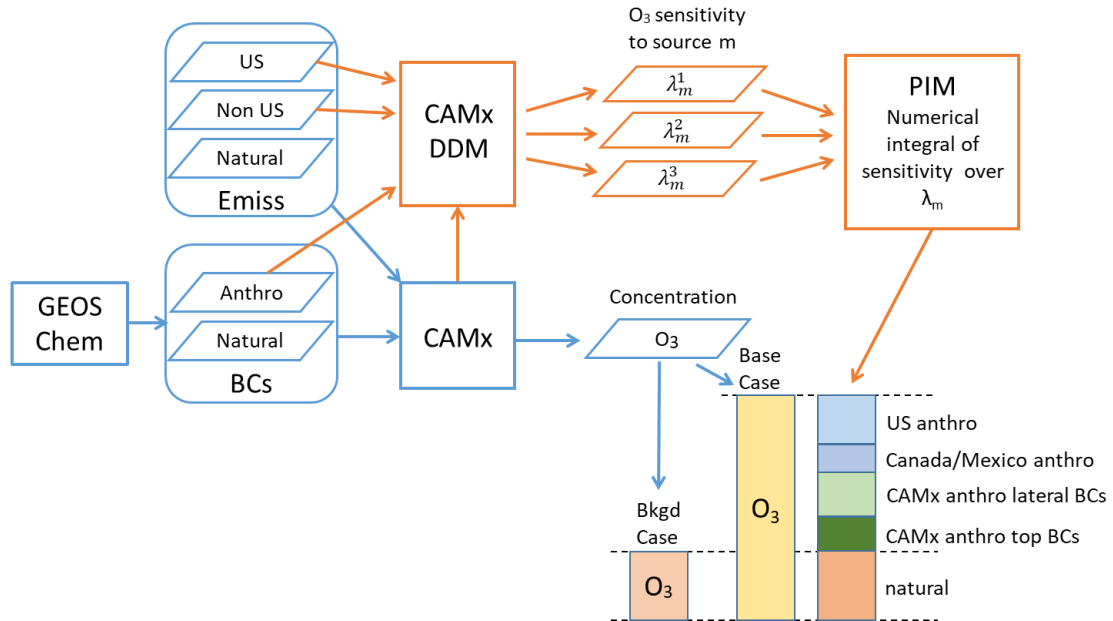 O₃ sensitivity
to source m
US
Non US
Natural
Emiss
CAMx
DDM
λ¹ₘ
λ²ₘ
λ³ₘ
PIM
Numerical
integral of
sensitivity over
λₘ
GEOS
Chem
Anthro
Natural
BCs
CAMx
Concentration
O₃
Base
Case
O₃
Bkgd
Case
O₃
US anthro
Canada/Mexico anthro
CAMx anthro lateral BCs
CAMx anthro top BCs
natural